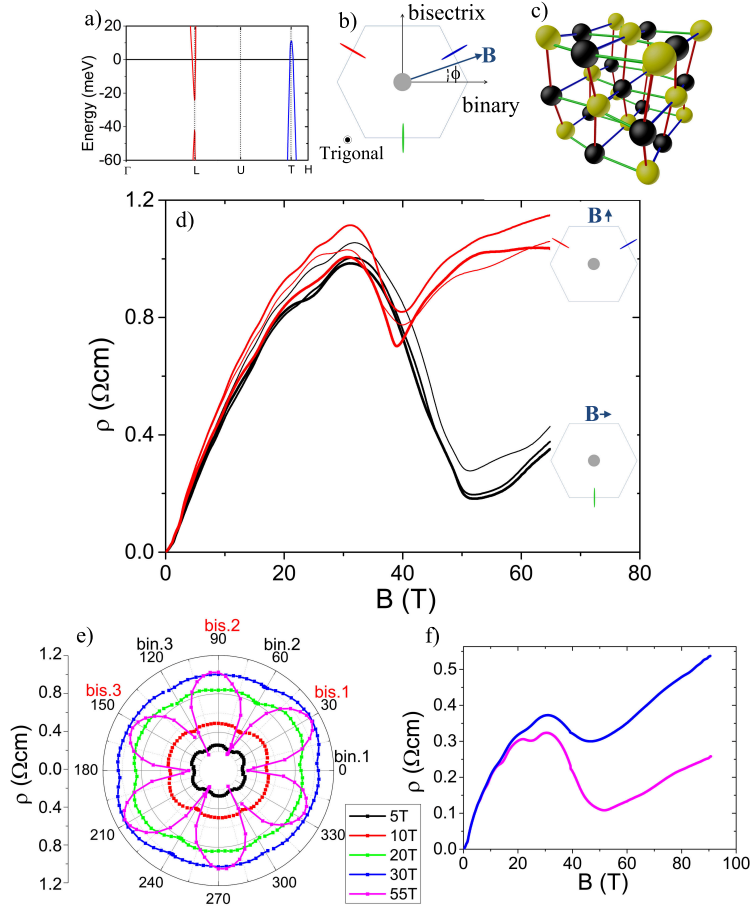 a)
Energy (meV)
20
0
-20
-40
-60
Γ
L
U
T
H
b)
bisectrix
B
ϕ
binary
Trigonal
c)
d)
ρ (Ωcm)
1.2
0.8
0.4
0.0
0
20
40
60
80
B (T)
B
B
e)
ρ (Ωcm)
1.2
0.8
0.4
0.0
0.4
0.8
1.2
bis.2
90
bin.3
120
bin.2
60
bis.3
150
bis.1
30
bin.1
180
0
210
330
240
300
270
5T
10T
20T
30T
55T
f)
ρ (Ωcm)
0.5
0.4
0.3
0.2
0.1
0.0
0
20
40
60
80
100
B (T)